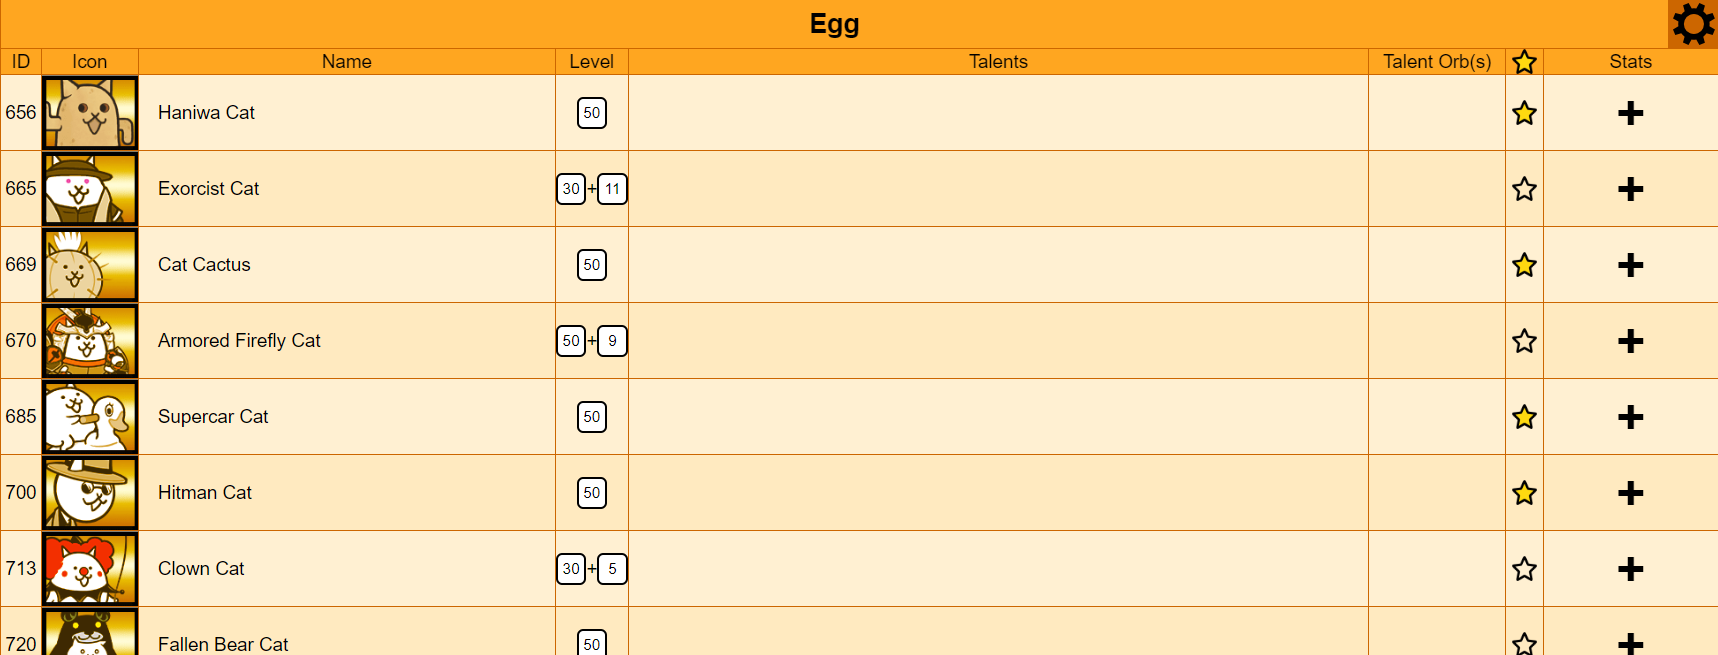 Egg
ID Icon Name Level Talents Talent Orb(s) Stats
656 Haniwa Cat 50
665 Exorcist Cat 30 + 11
669 Cat Cactus 50
670 Armored Firefly Cat 50 + 9
685 Supercar Cat 50
700 Hitman Cat 50
713 Clown Cat 30 + 5
720 Fallen Bear Cat 50